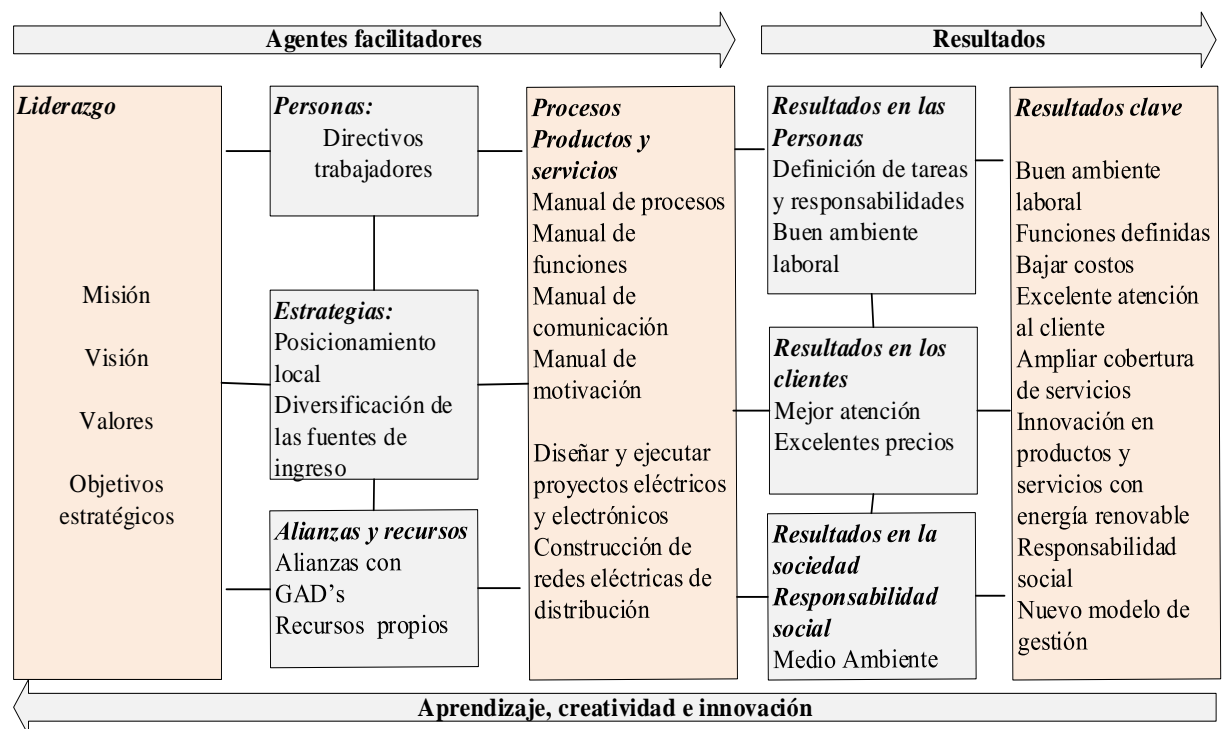 Agentes facilitadores
Resultados
Liderazgo
Misión
Visión
Valores
Objetivos
estratégicos
Personas:
Directivos
trabajadores
Estrategias:
Posicionamiento
local
Diversificación de
las fuentes de
ingreso
Alianzas y recursos
Alianzas con
GAD's
Recursos propios
Procesos
Productos y
servicios
Manual de procesos
Manual de
funciones
Manual de
comunicación
Manual de
motivación
Diseñar y ejecutar
proyectos eléctricos
y electrónicos
Construcción de
redes eléctricas de
distribución
Resultados en las
Personas
Definición de tareas
y responsabilidades
Buen ambiente
laboral
Resultados en los
clientes
Mejor atención
Excelentes precios
Resultados en la
sociedad
Responsabilidad
social
Medio Ambiente
Resultados clave
Buen ambiente
laboral
Funciones definidas
Bajar costos
Excelente atención
al cliente
Ampliar cobertura
de servicios
Innovación en
productos y
servicios con
energía renovable
Responsabilidad
social
Nuevo modelo de
gestión
Aprendizaje, creatividad e innovación